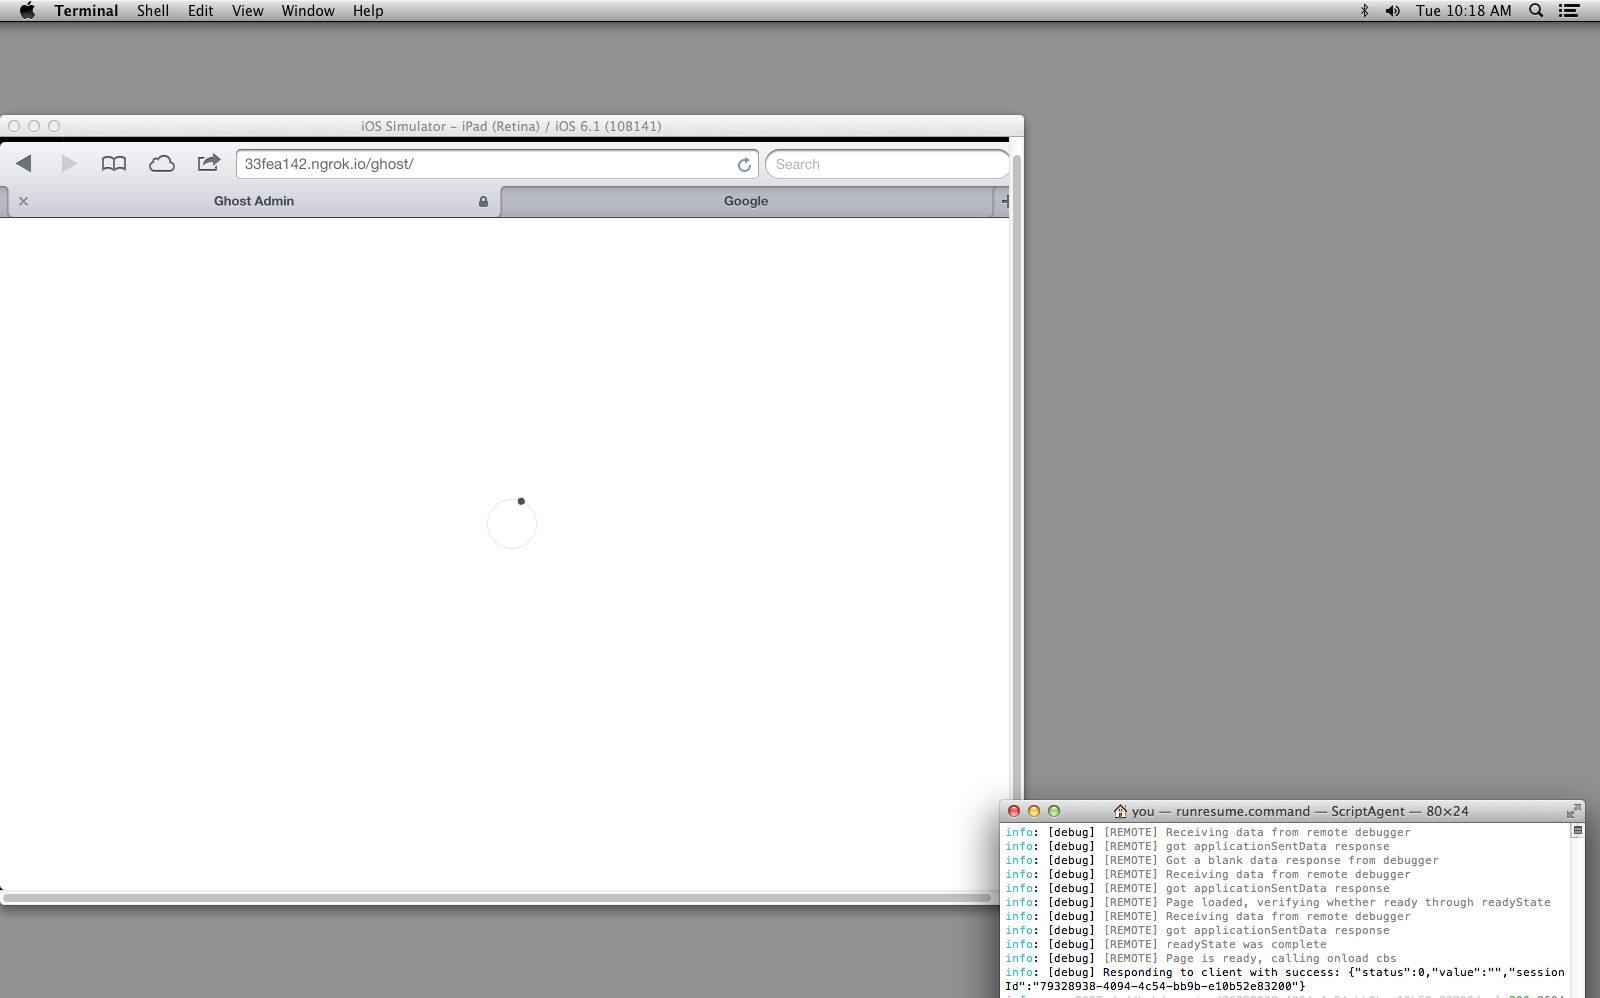 Terminal Shell Edit View Window Help Tue 10:18 AM
iOS Simulator – iPad (Retina) / iOS 6.1 (10B141)
33fea142.ngrok.io/ghost/ Search
Ghost Admin Google
you — runresume.command — ScriptAgent — 80×24
info: [debug] [REMOTE] Receiving data from remote debugger
info: [debug] [REMOTE] got applicationSentData response
info: [debug] [REMOTE] Got a blank data response from debugger
info: [debug] [REMOTE] Receiving data from remote debugger
info: [debug] [REMOTE] got applicationSentData response
info: [debug] [REMOTE] Page loaded, verifying whether ready through readyState
info: [debug] [REMOTE] Receiving data from remote debugger
info: [debug] [REMOTE] got applicationSentData response
info: [debug] [REMOTE] readyState was complete
info: [debug] [REMOTE] Page is ready, calling onload cbs
info: [debug] Responding to client with success: {"status":0,"value":"","session
Id":"79328938-4094-4c54-bb9b-e10b52e83200"}